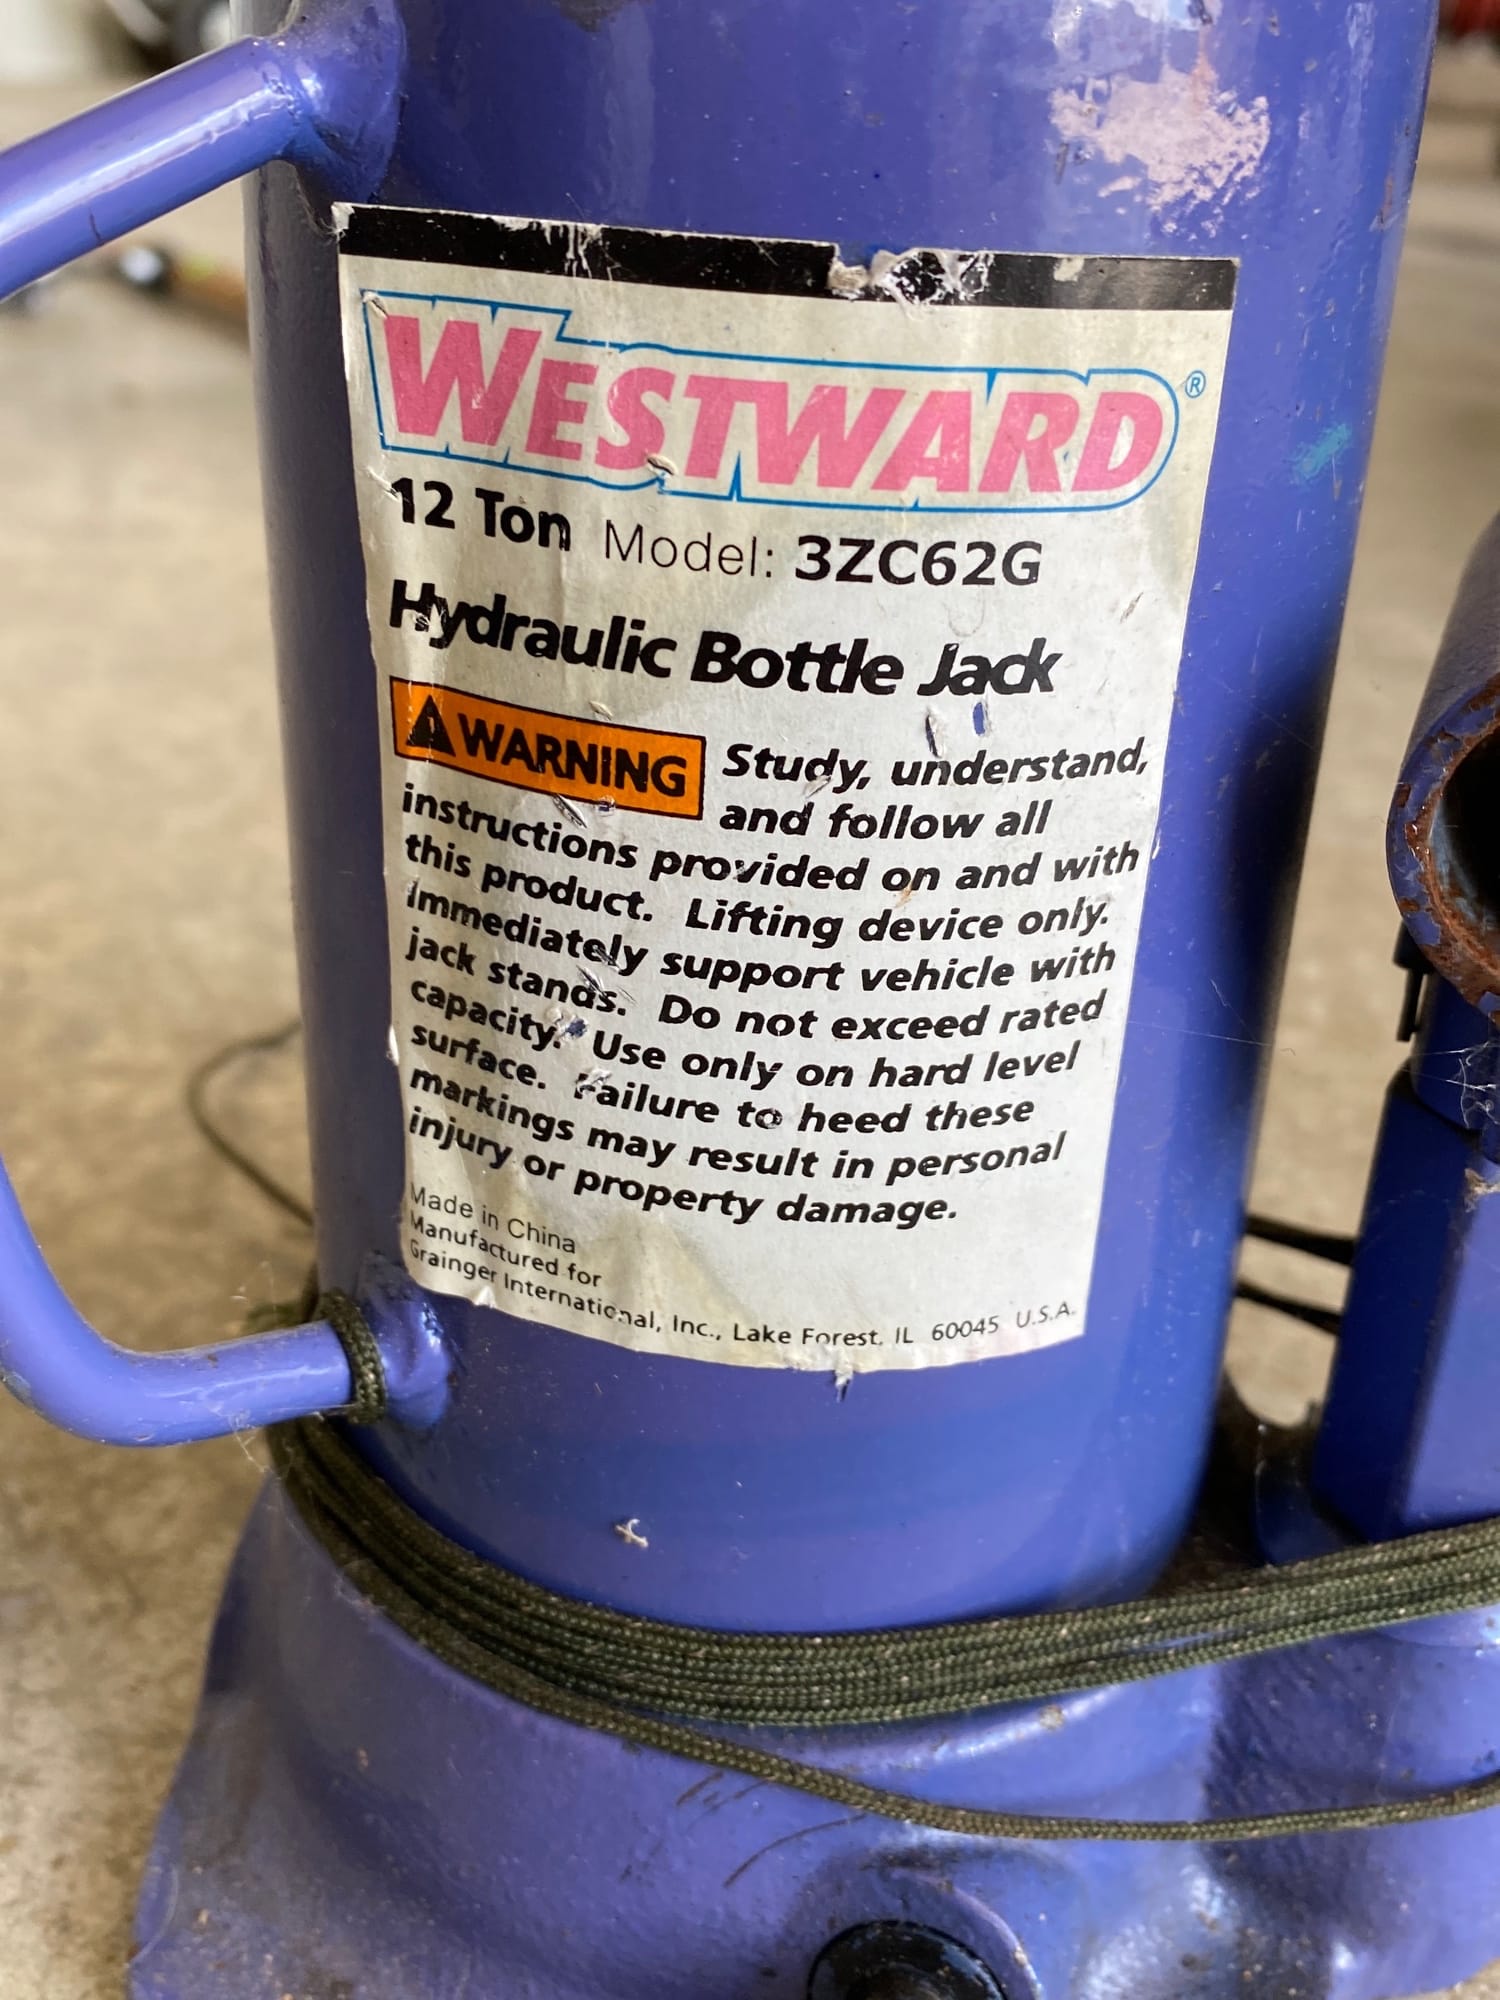 WESTWARD®
12 Ton Model: 3ZC62G
Hydraulic Bottle Jack
WARNING Study, understand,
and follow all
instructions provided on and with
this product. Lifting device only.
Immediately support vehicle with
jack stands. Do not exceed rated
capacity. Use only on hard level
surface. Failure to heed these
markings may result in personal
injury or property damage.
Made in China
Manufactured for
Grainger International, Inc., Lake Forest, IL 60045 U.S.A.